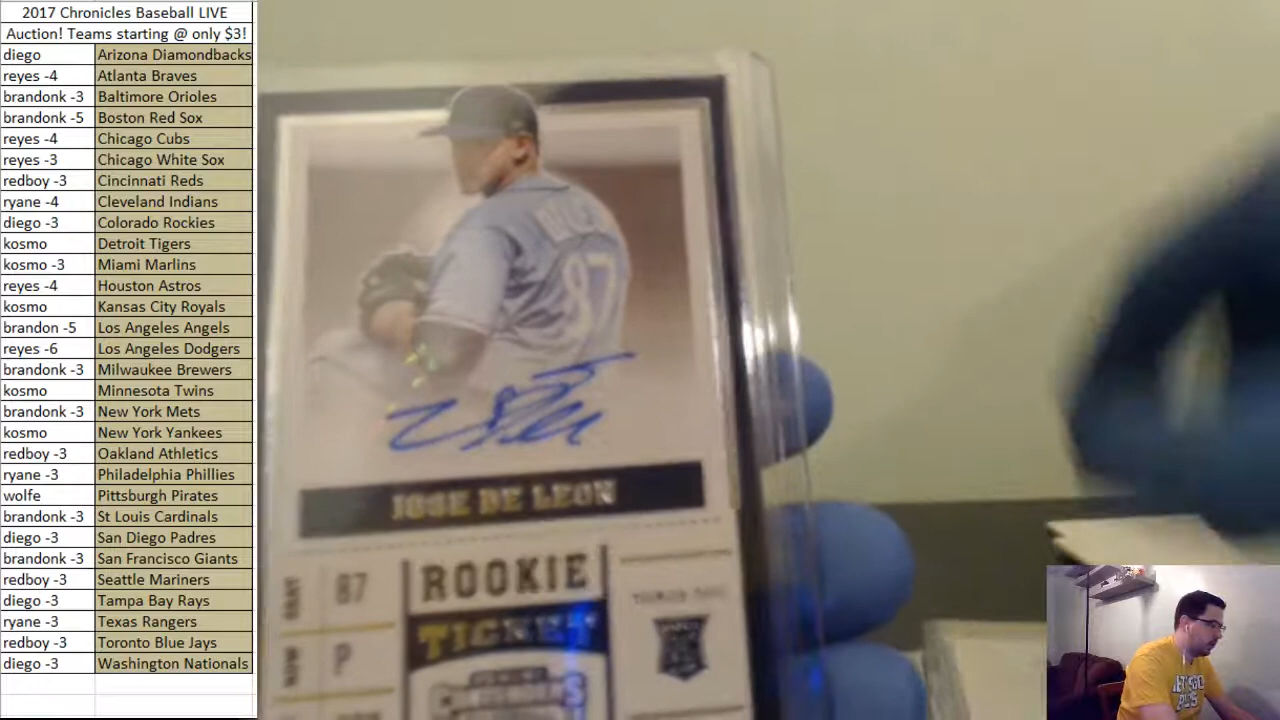 2017 Chronicles Baseball LIVE
Auction! Teams starting @ only $3!
diego Arizona Diamondbacks
reyes -4 Atlanta Braves
brandonk -3 Baltimore Orioles
brandonk -5 Boston Red Sox
reyes -4 Chicago Cubs
reyes -3 Chicago White Sox
redboy -3 Cincinnati Reds
ryane -4 Cleveland Indians
diego -3 Colorado Rockies
kosmo Detroit Tigers
kosmo -3 Miami Marlins
reyes -4 Houston Astros
kosmo Kansas City Royals
brandon -5 Los Angeles Angels
reyes -6 Los Angeles Dodgers
brandonk -3 Milwaukee Brewers
kosmo Minnesota Twins
brandonk -3 New York Mets
kosmo New York Yankees
redboy -3 Oakland Athletics
ryane -3 Philadelphia Phillies
wolfe Pittsburgh Pirates
brandonk -3 St Louis Cardinals
diego -3 San Diego Padres
brandonk -3 San Francisco Giants
redboy -3 Seattle Mariners
diego -3 Tampa Bay Rays
ryane -3 Texas Rangers
redboy -3 Toronto Blue Jays
diego -3 Washington Nationals
87
JOSE DE LEON
SEAT 87
ROOKIE
TICKET
ROW P